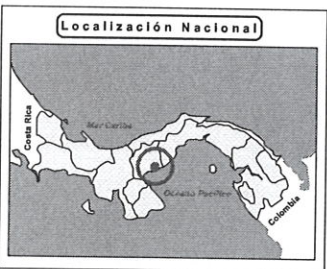 Localización Nacional
Costa Rica
Mar Caribe
Océano Pacífico
Colombia